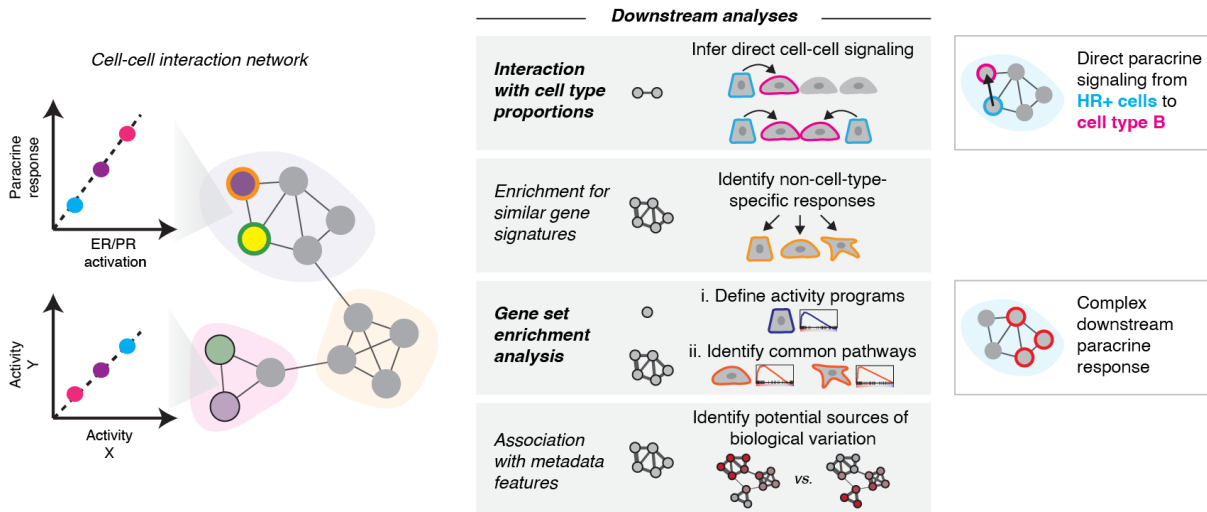 Downstream analyses
Cell-cell interaction network
Paracrine
response
ER/PR
activation
Activity
Y
Activity
X
Interaction
with cell type
proportions
Infer direct cell-cell signaling
Direct paracrine
signaling from
HR+ cells to
cell type B
Enrichment for
similar gene
signatures
Identify non-cell-type-
specific responses
Gene set
enrichment
analysis
i. Define activity programs
ii. Identify common pathways
Complex
downstream
paracrine
response
Association
with metadata
features
Identify potential sources of
biological variation
vs.